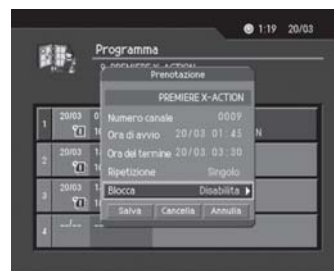 1:19 20/03
Programma
Prenotazione
PREMIERE X-ACTION
Numero canale 0009
Ora di avvio 20/03 01:45
Ora del termine 20/03 03:30
Ripetizione Singolo
Blocca Disabilita
Salva Cancella Annulla
1 20/03
2 20/03
3 20/03
4 --/-- --